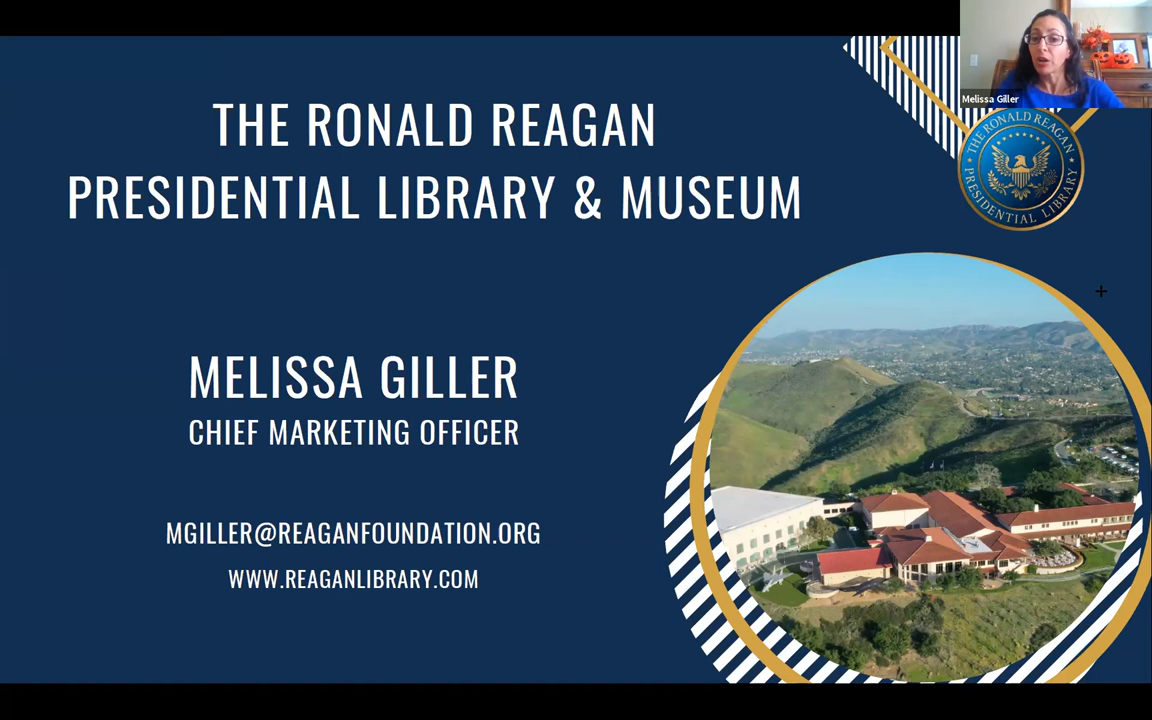 THE RONALD REAGAN
PRESIDENTIAL LIBRARY & MUSEUM
Melissa Giller
THE RONALD REAGAN
PRESIDENTIAL LIBRARY
MELISSA GILLER
CHIEF MARKETING OFFICER
MGILLER@REAGANFOUNDATION.ORG
WWW.REAGANLIBRARY.COM